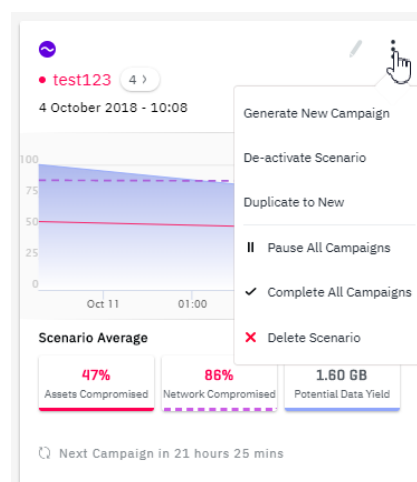 test123 4 >
4 October 2018 - 10:08
Generate New Campaign
De-activate Scenario
Duplicate to New
Pause All Campaigns
Complete All Campaigns
Delete Scenario
100
75
50
25
0
Oct 11 01:00
Scenario Average
47% 86% 1.60 GB
Assets Compromised Network Compromised Potential Data Yield
Next Campaign in 21 hours 25 mins